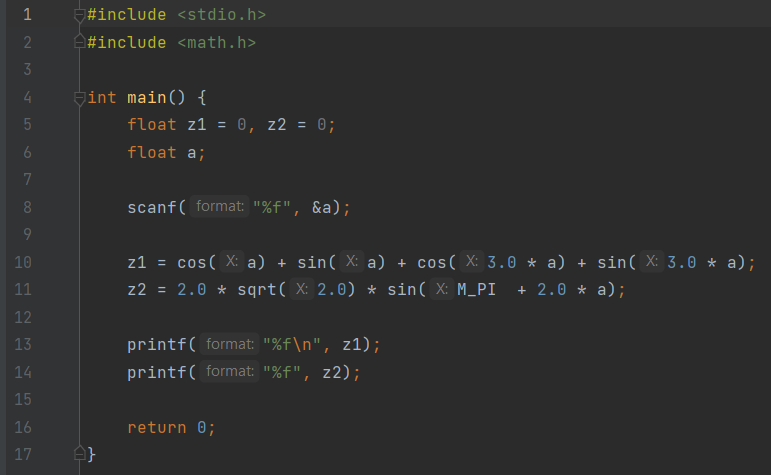 1 #include <stdio.h>
2 #include <math.h>
3
4 int main() {
5 float z1 = 0, z2 = 0;
6 float a;
7
8 scanf( format: "%f", &a);
9
10 z1 = cos( X: a) + sin( X: a) + cos( X: 3.0 * a) + sin( X: 3.0 * a);
11 z2 = 2.0 * sqrt( X: 2.0) * sin( X: M_PI + 2.0 * a);
12
13 printf( format: "%f\n", z1);
14 printf( format: "%f", z2);
15
16 return 0;
17 }